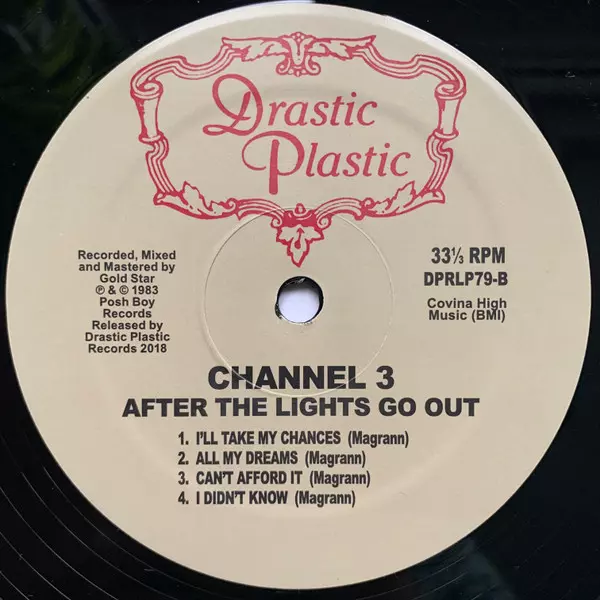 Drastic
Plastic
Recorded, Mixed
and Mastered by
Gold Star
℗ & © 1983
Posh Boy
Records
Released by
Drastic Plastic
Records 2018
33⅓ RPM
DPRLP79-B
Covina High
Music (BMI)
CHANNEL 3
AFTER THE LIGHTS GO OUT
1. I'LL TAKE MY CHANCES (Magrann)
2. ALL MY DREAMS (Magrann)
3. CAN'T AFFORD IT (Magrann)
4. I DIDN'T KNOW (Magrann)